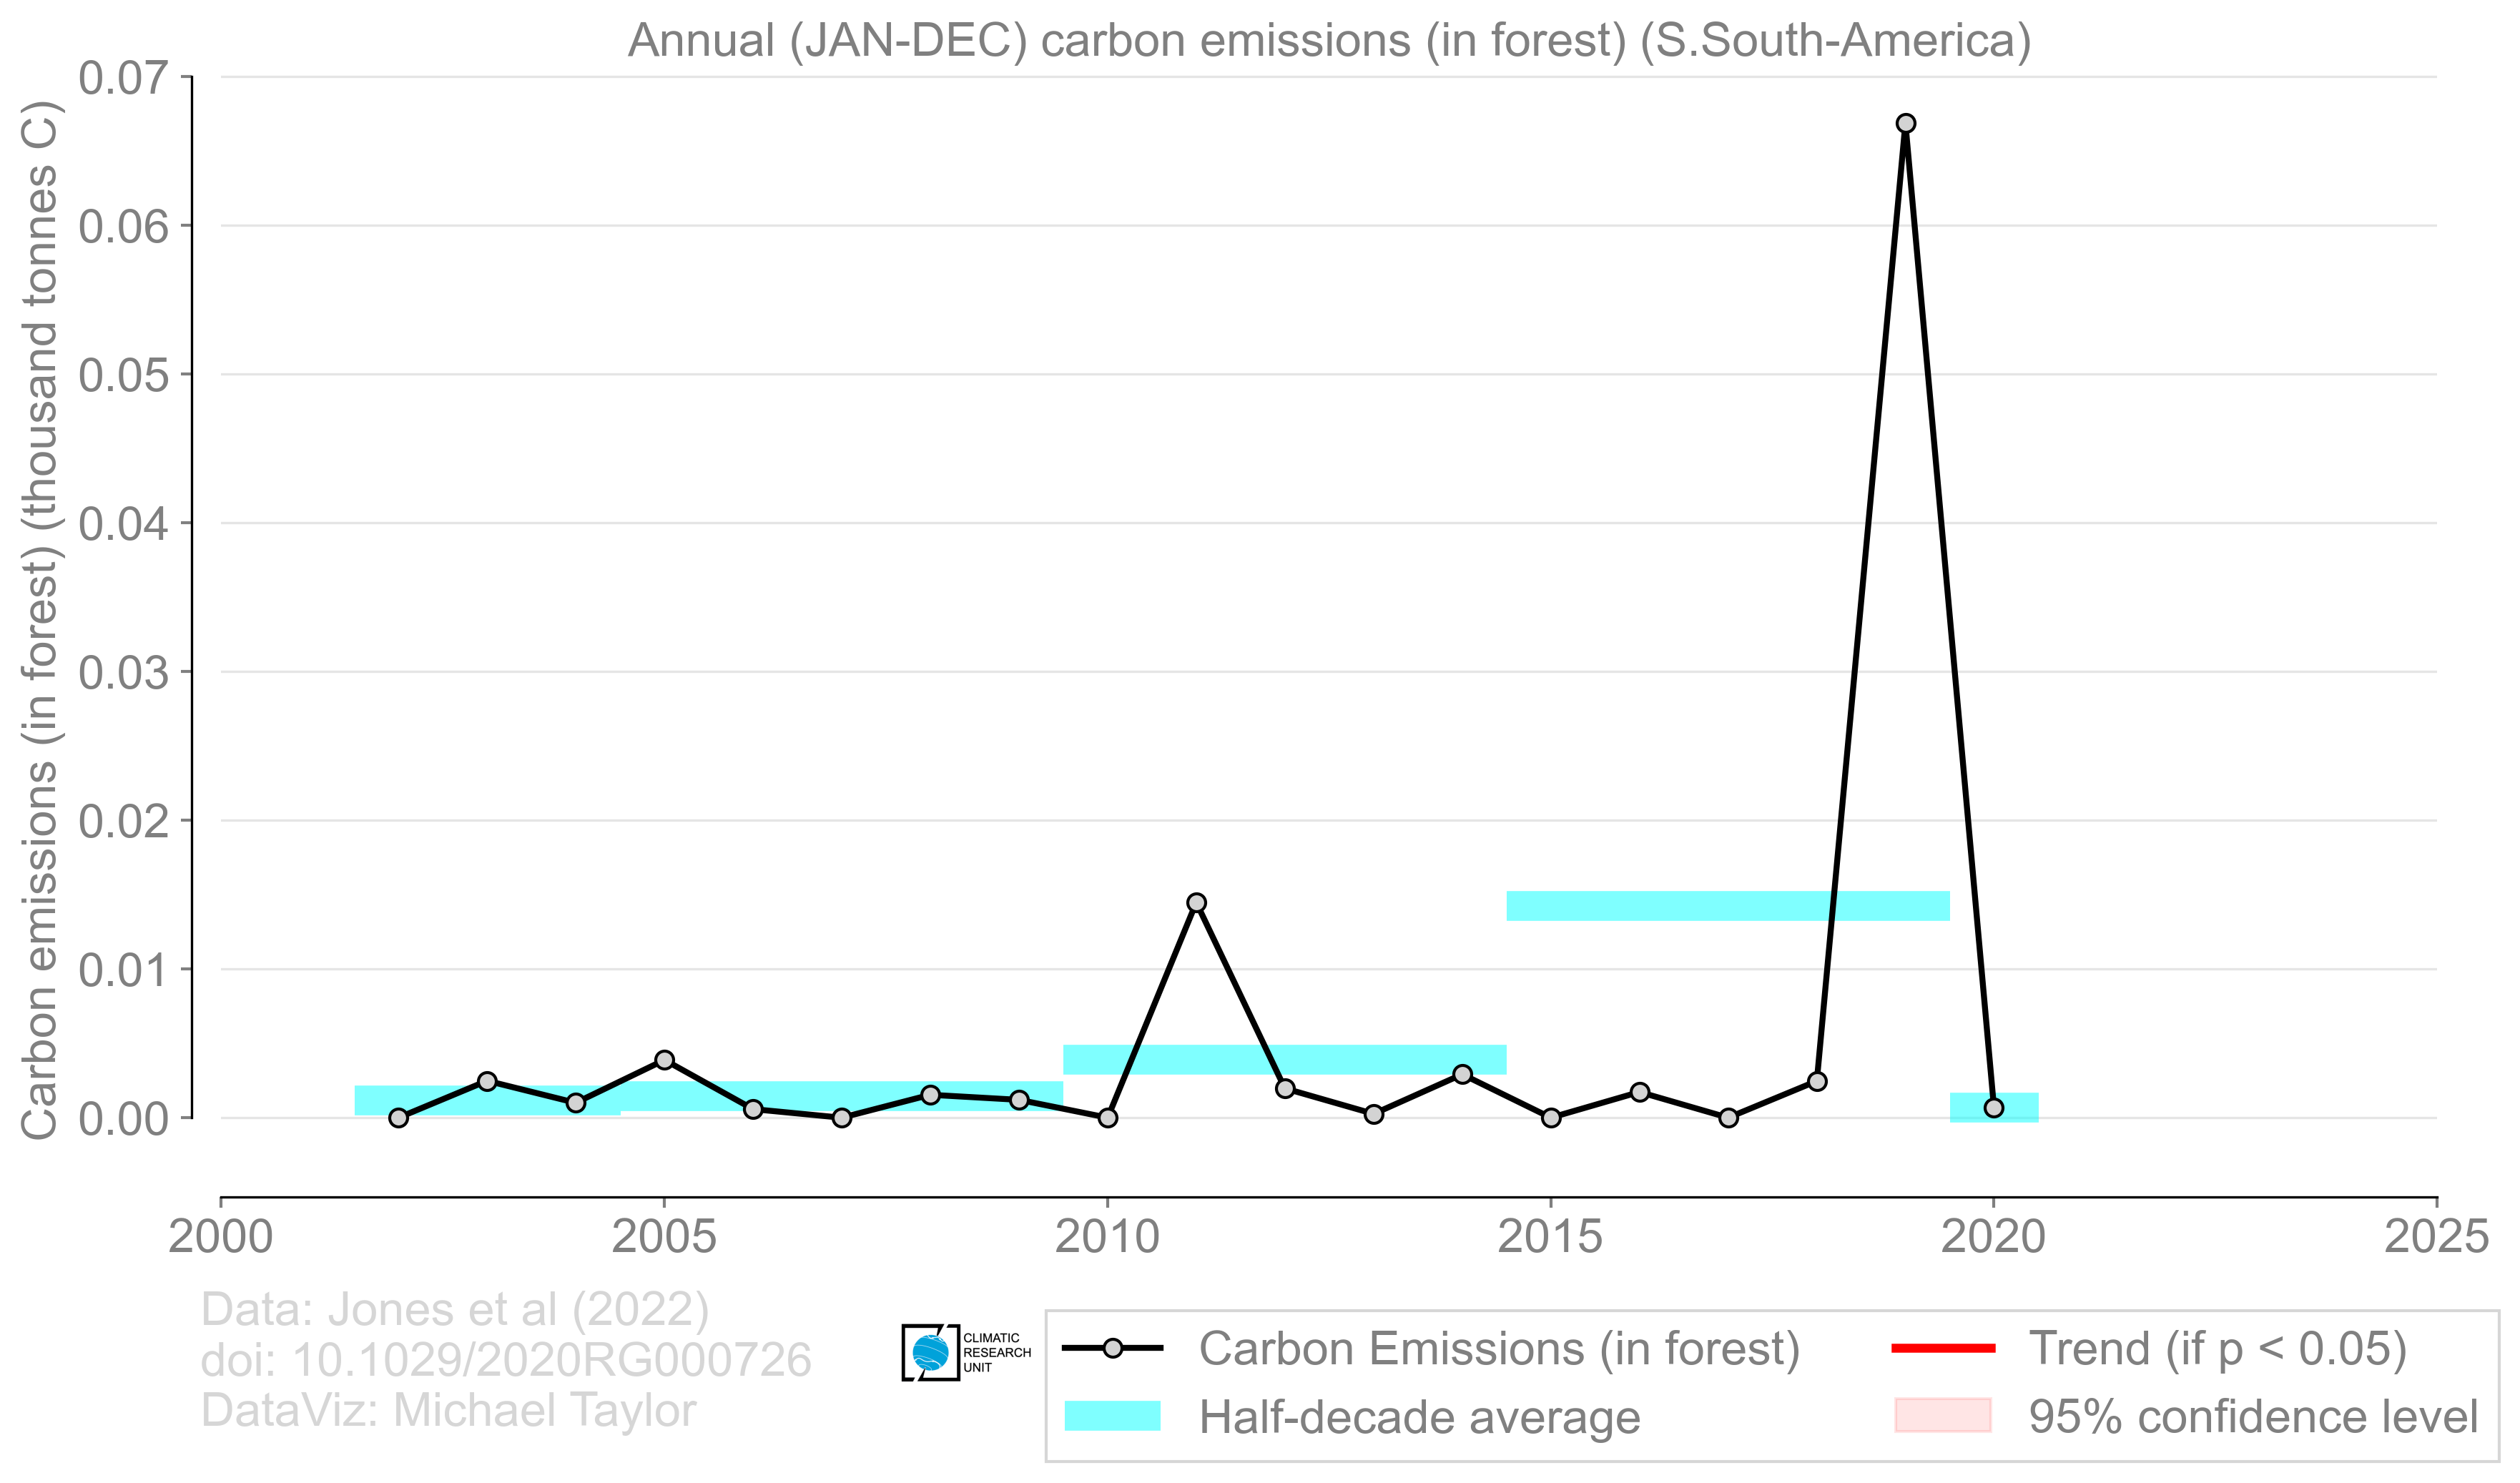 Annual (JAN-DEC) carbon emissions (in forest) (S.South-America)
Carbon emissions (in forest) (thousand tonnes C)
0.07
0.06
0.05
0.04
0.03
0.02
0.01
0.00
2000 2005 2010 2015 2020 2025
Data: Jones et al (2022)
doi: 10.1029/2020RG000726
DataViz: Michael Taylor
CLIMATIC
RESEARCH
UNIT
Carbon Emissions (in forest)
Half-decade average
Trend (if p < 0.05)
95% confidence level